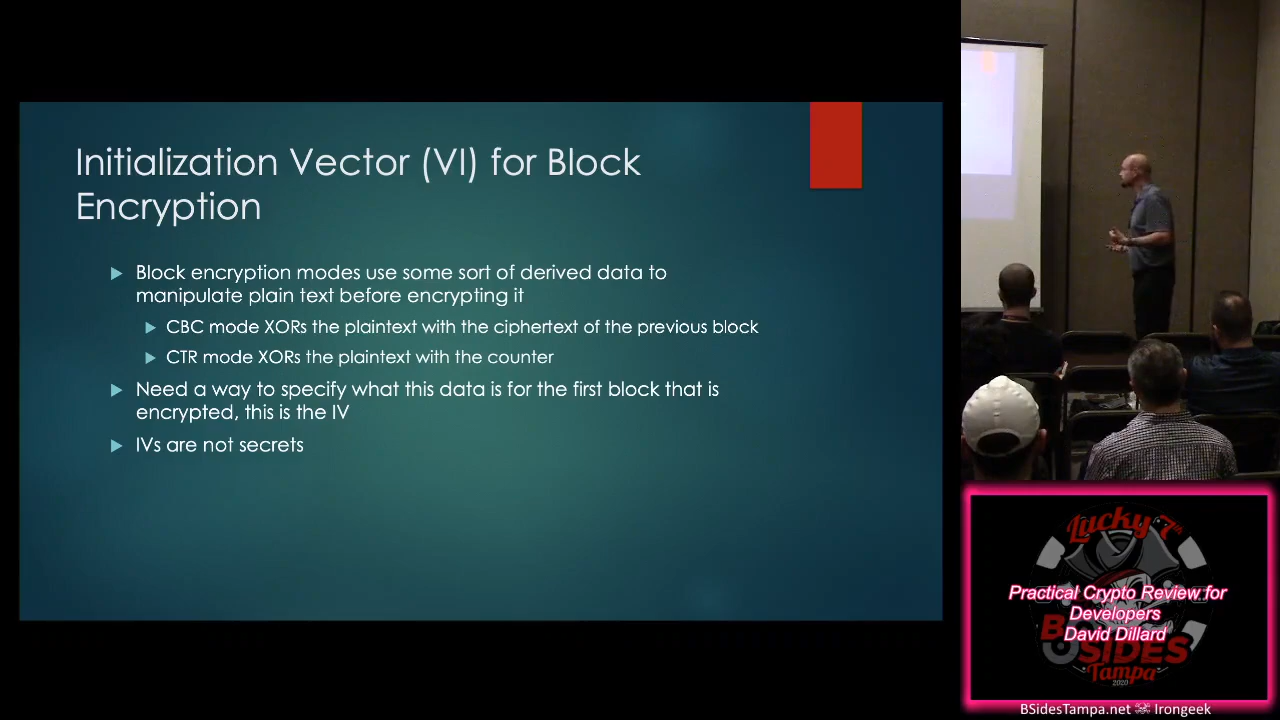 Initialization Vector (VI) for Block
Encryption
Block encryption modes use some sort of derived data to
manipulate plain text before encrypting it
CBC mode XORs the plaintext with the ciphertext of the previous block
CTR mode XORs the plaintext with the counter
Need a way to specify what this data is for the first block that is
encrypted, this is the IV
IVs are not secrets
Lucky 7th
Practical Crypto Review for
Developers
David Dillard
BSIDES
Tampa
2020
BSidesTampa.net Irongeek